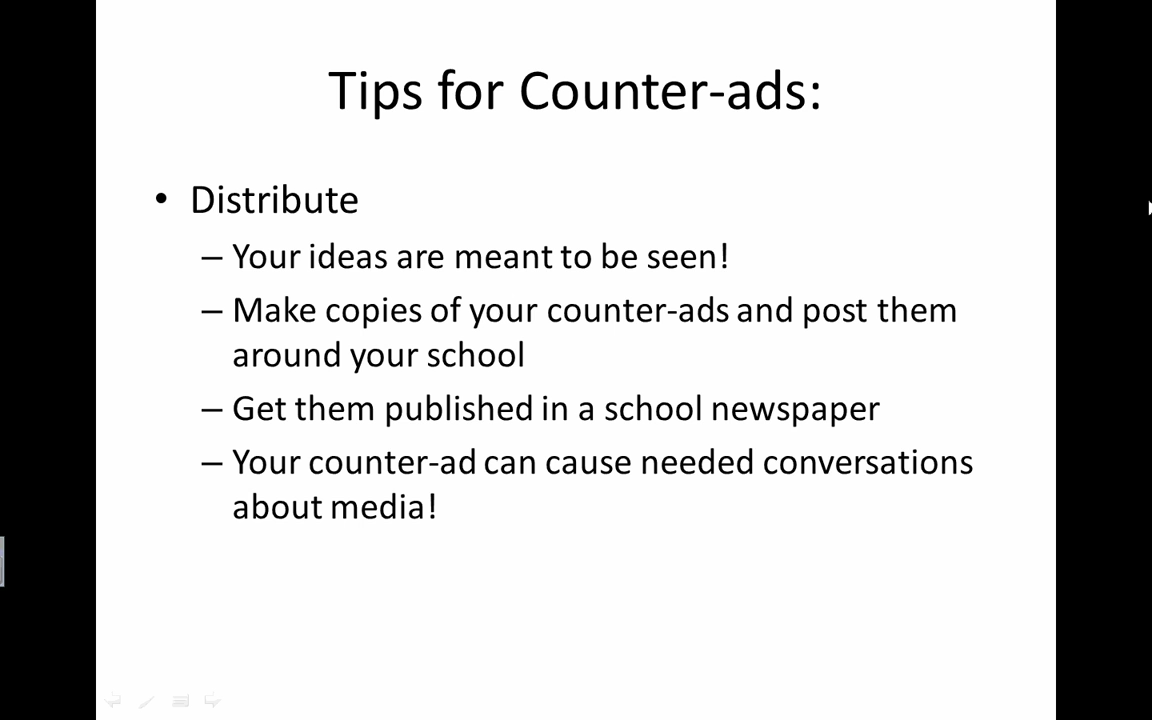 Tips for Counter-ads:
• Distribute
– Your ideas are meant to be seen!
– Make copies of your counter-ads and post them
around your school
– Get them published in a school newspaper
– Your counter-ad can cause needed conversations
about media!